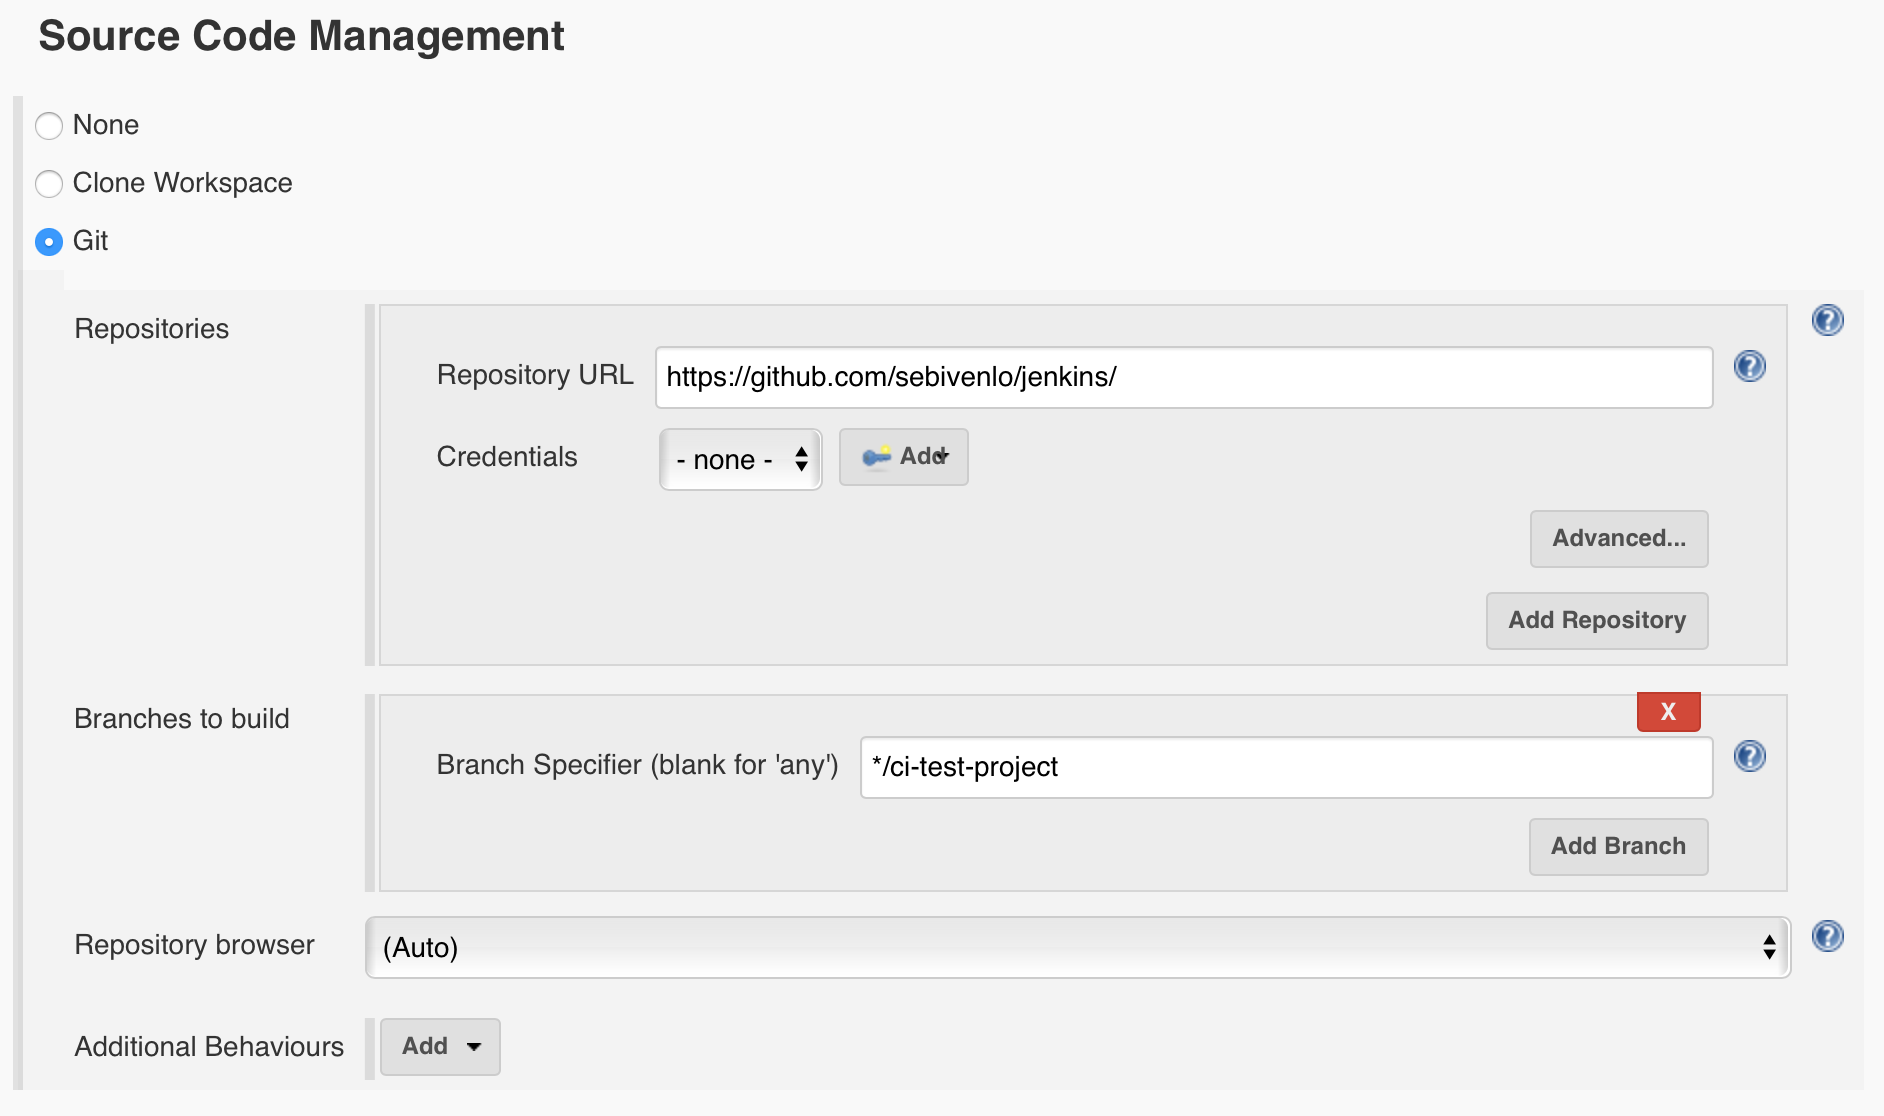 Source Code Management
None
Clone Workspace
Git
Repositories
Repository URL https://github.com/sebivenlo/jenkins/
Credentials - none - Add
Advanced...
Add Repository
Branches to build
X
Branch Specifier (blank for 'any') */ci-test-project
Add Branch
Repository browser (Auto)
Additional Behaviours Add